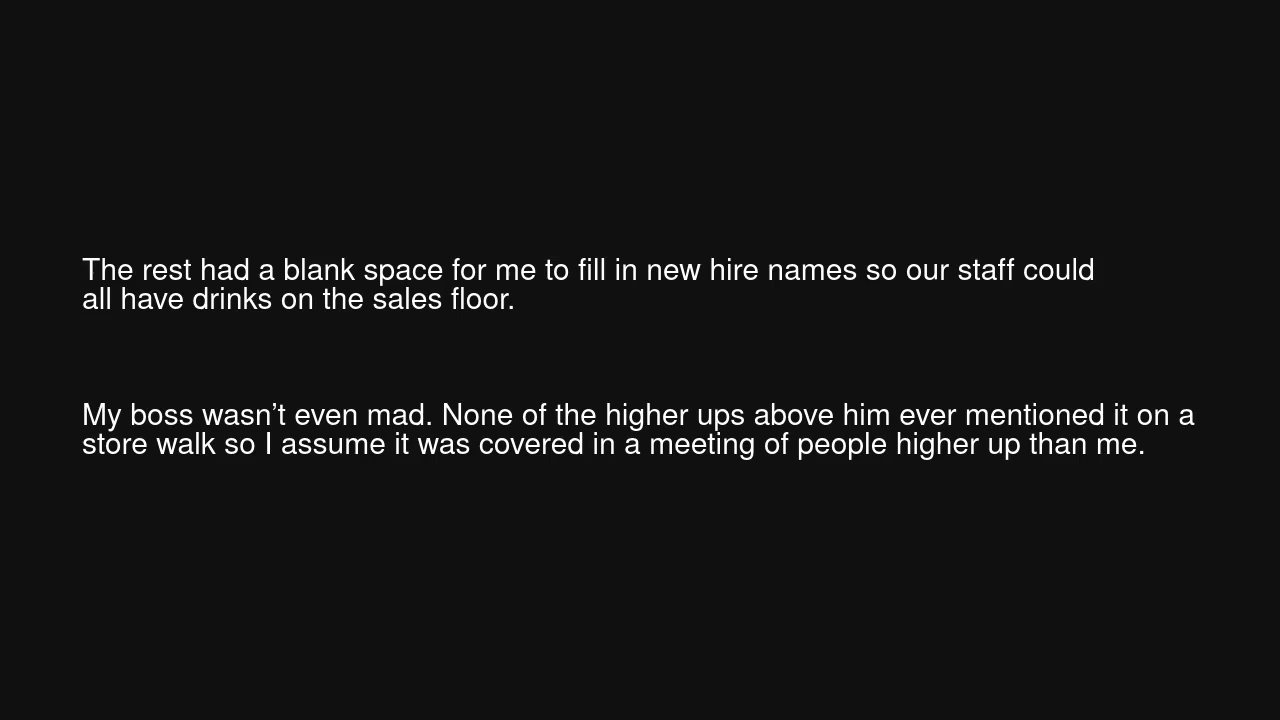 The rest had a blank space for me to fill in new hire names so our staff could
all have drinks on the sales floor.
My boss wasn’t even mad. None of the higher ups above him ever mentioned it on a
store walk so I assume it was covered in a meeting of people higher up than me.